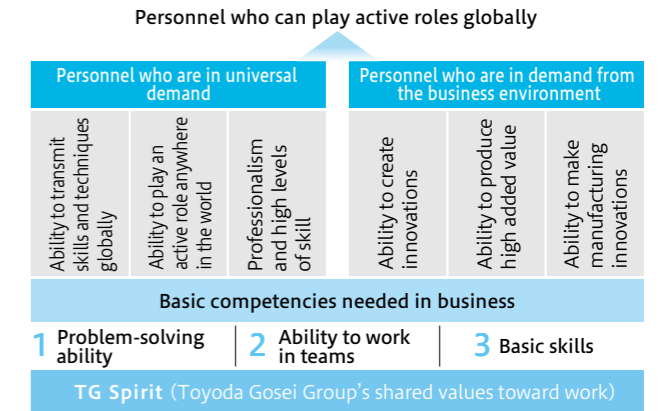 Personnel who can play active roles globally
Personnel who are in universal
demand
Personnel who are in demand from
the business environment
Ability to transmit
skills and techniques
globally
Ability to play an
active role anywhere
in the world
Professionalism
and high levels
of skill
Ability to create
innovations
Ability to produce
high added value
Ability to make
manufacturing
innovations
Basic competencies needed in business
1 Problem-solving
ability
2 Ability to work
in teams
3 Basic skills
TG Spirit (Toyoda Gosei Group's shared values toward work)